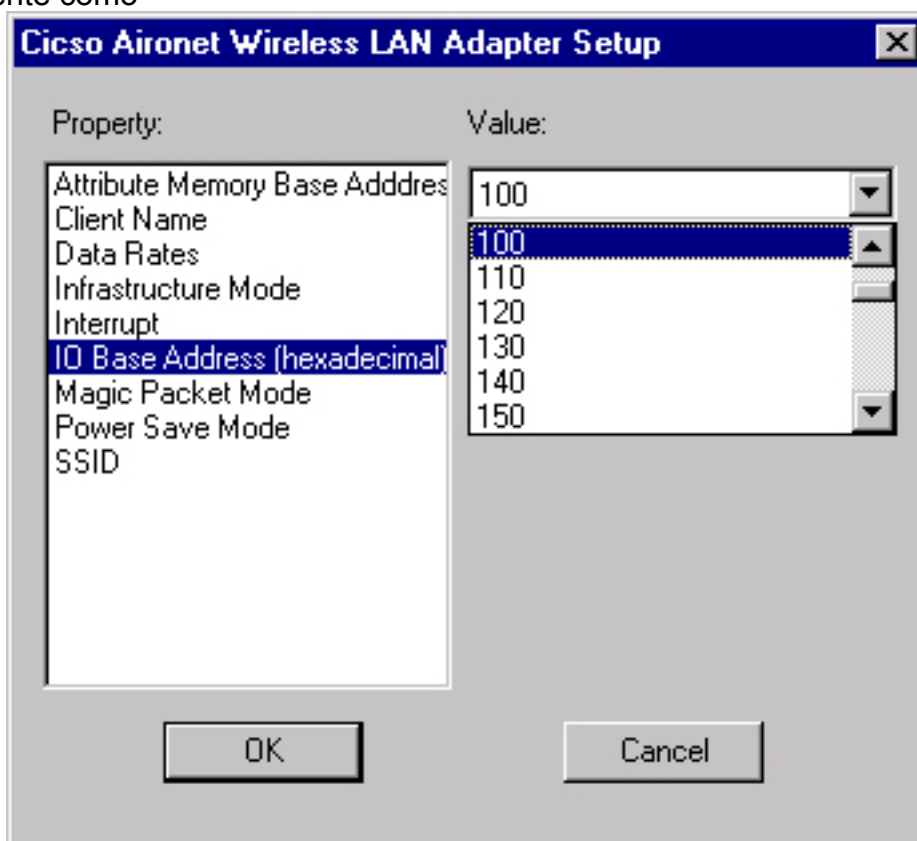 como
Cicso Aironet Wireless LAN Adapter Setup
Property:
Value:
Attribute Memory Base Adddres
Client Name
Data Rates
Infrastructure Mode
Interrupt
IO Base Address (hexadecimal)
Magic Packet Mode
Power Save Mode
SSID
100
100
110
120
130
140
150
OK
Cancel